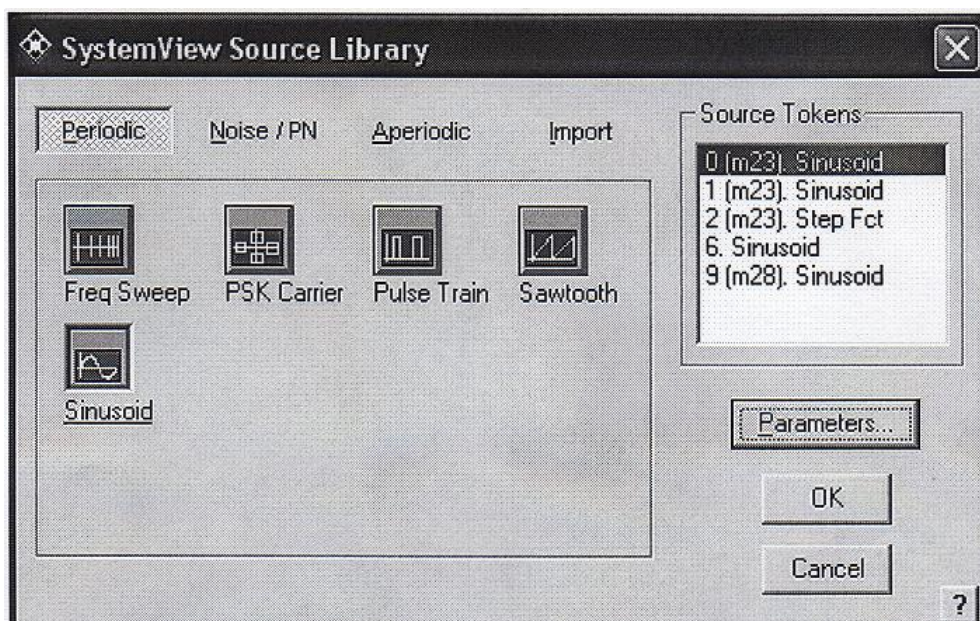 SystemView Source Library
Periodic
Noise / PN
Aperiodic
Import
Freq Sweep
PSK Carrier
Pulse Train
Sawtooth
Sinusoid
Source Tokens
0 (m23). Sinusoid
1 (m23). Sinusoid
2 (m23). Step Fct
6. Sinusoid
9 (m28). Sinusoid
Parameters...
OK
Cancel
?